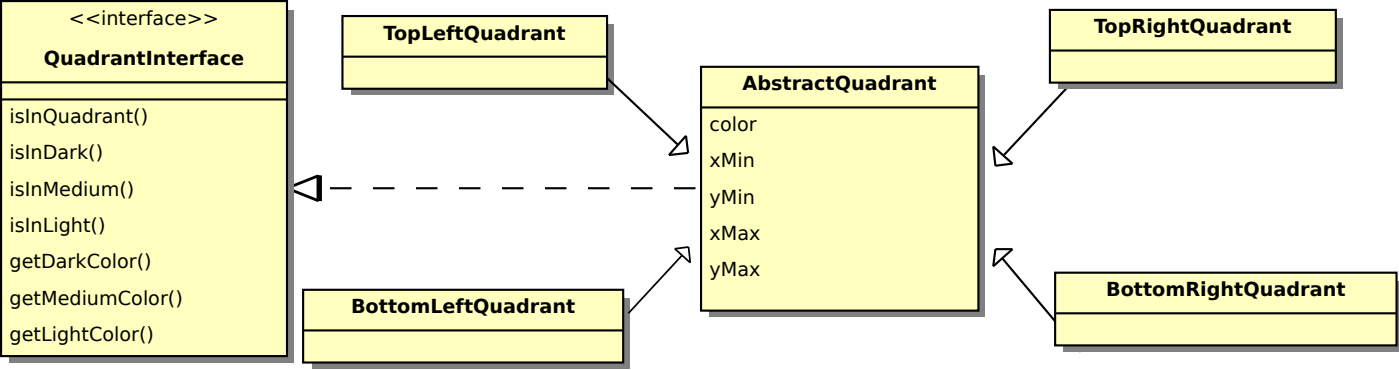 <<interface>>
QuadrantInterface
isInQuadrant()
isInDark()
isInMedium()
isInLight()
getDarkColor()
getMediumColor()
getLightColor()
TopLeftQuadrant
BottomLeftQuadrant
AbstractQuadrant
color
xMin
yMin
xMax
yMax
TopRightQuadrant
BottomRightQuadrant